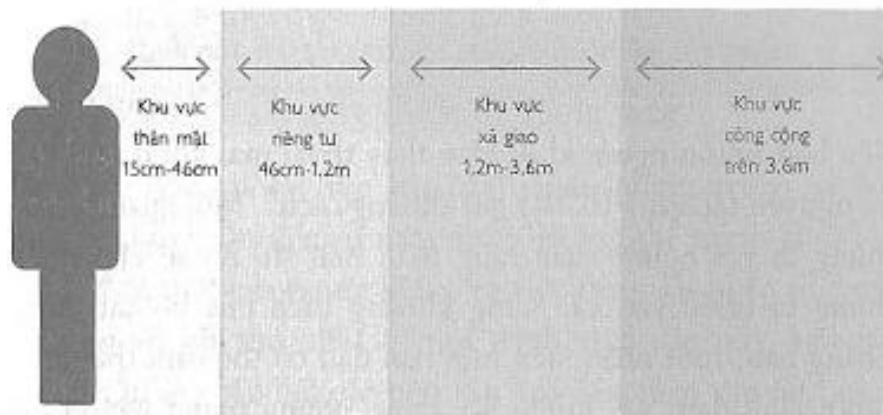 Khu vực
thân mật
15cm-46cm
Khu vực
riêng tư
46cm-1,2m
Khu vực
xã giao
1,2m-3,6m
Khu vực
công cộng
trên 3,6m